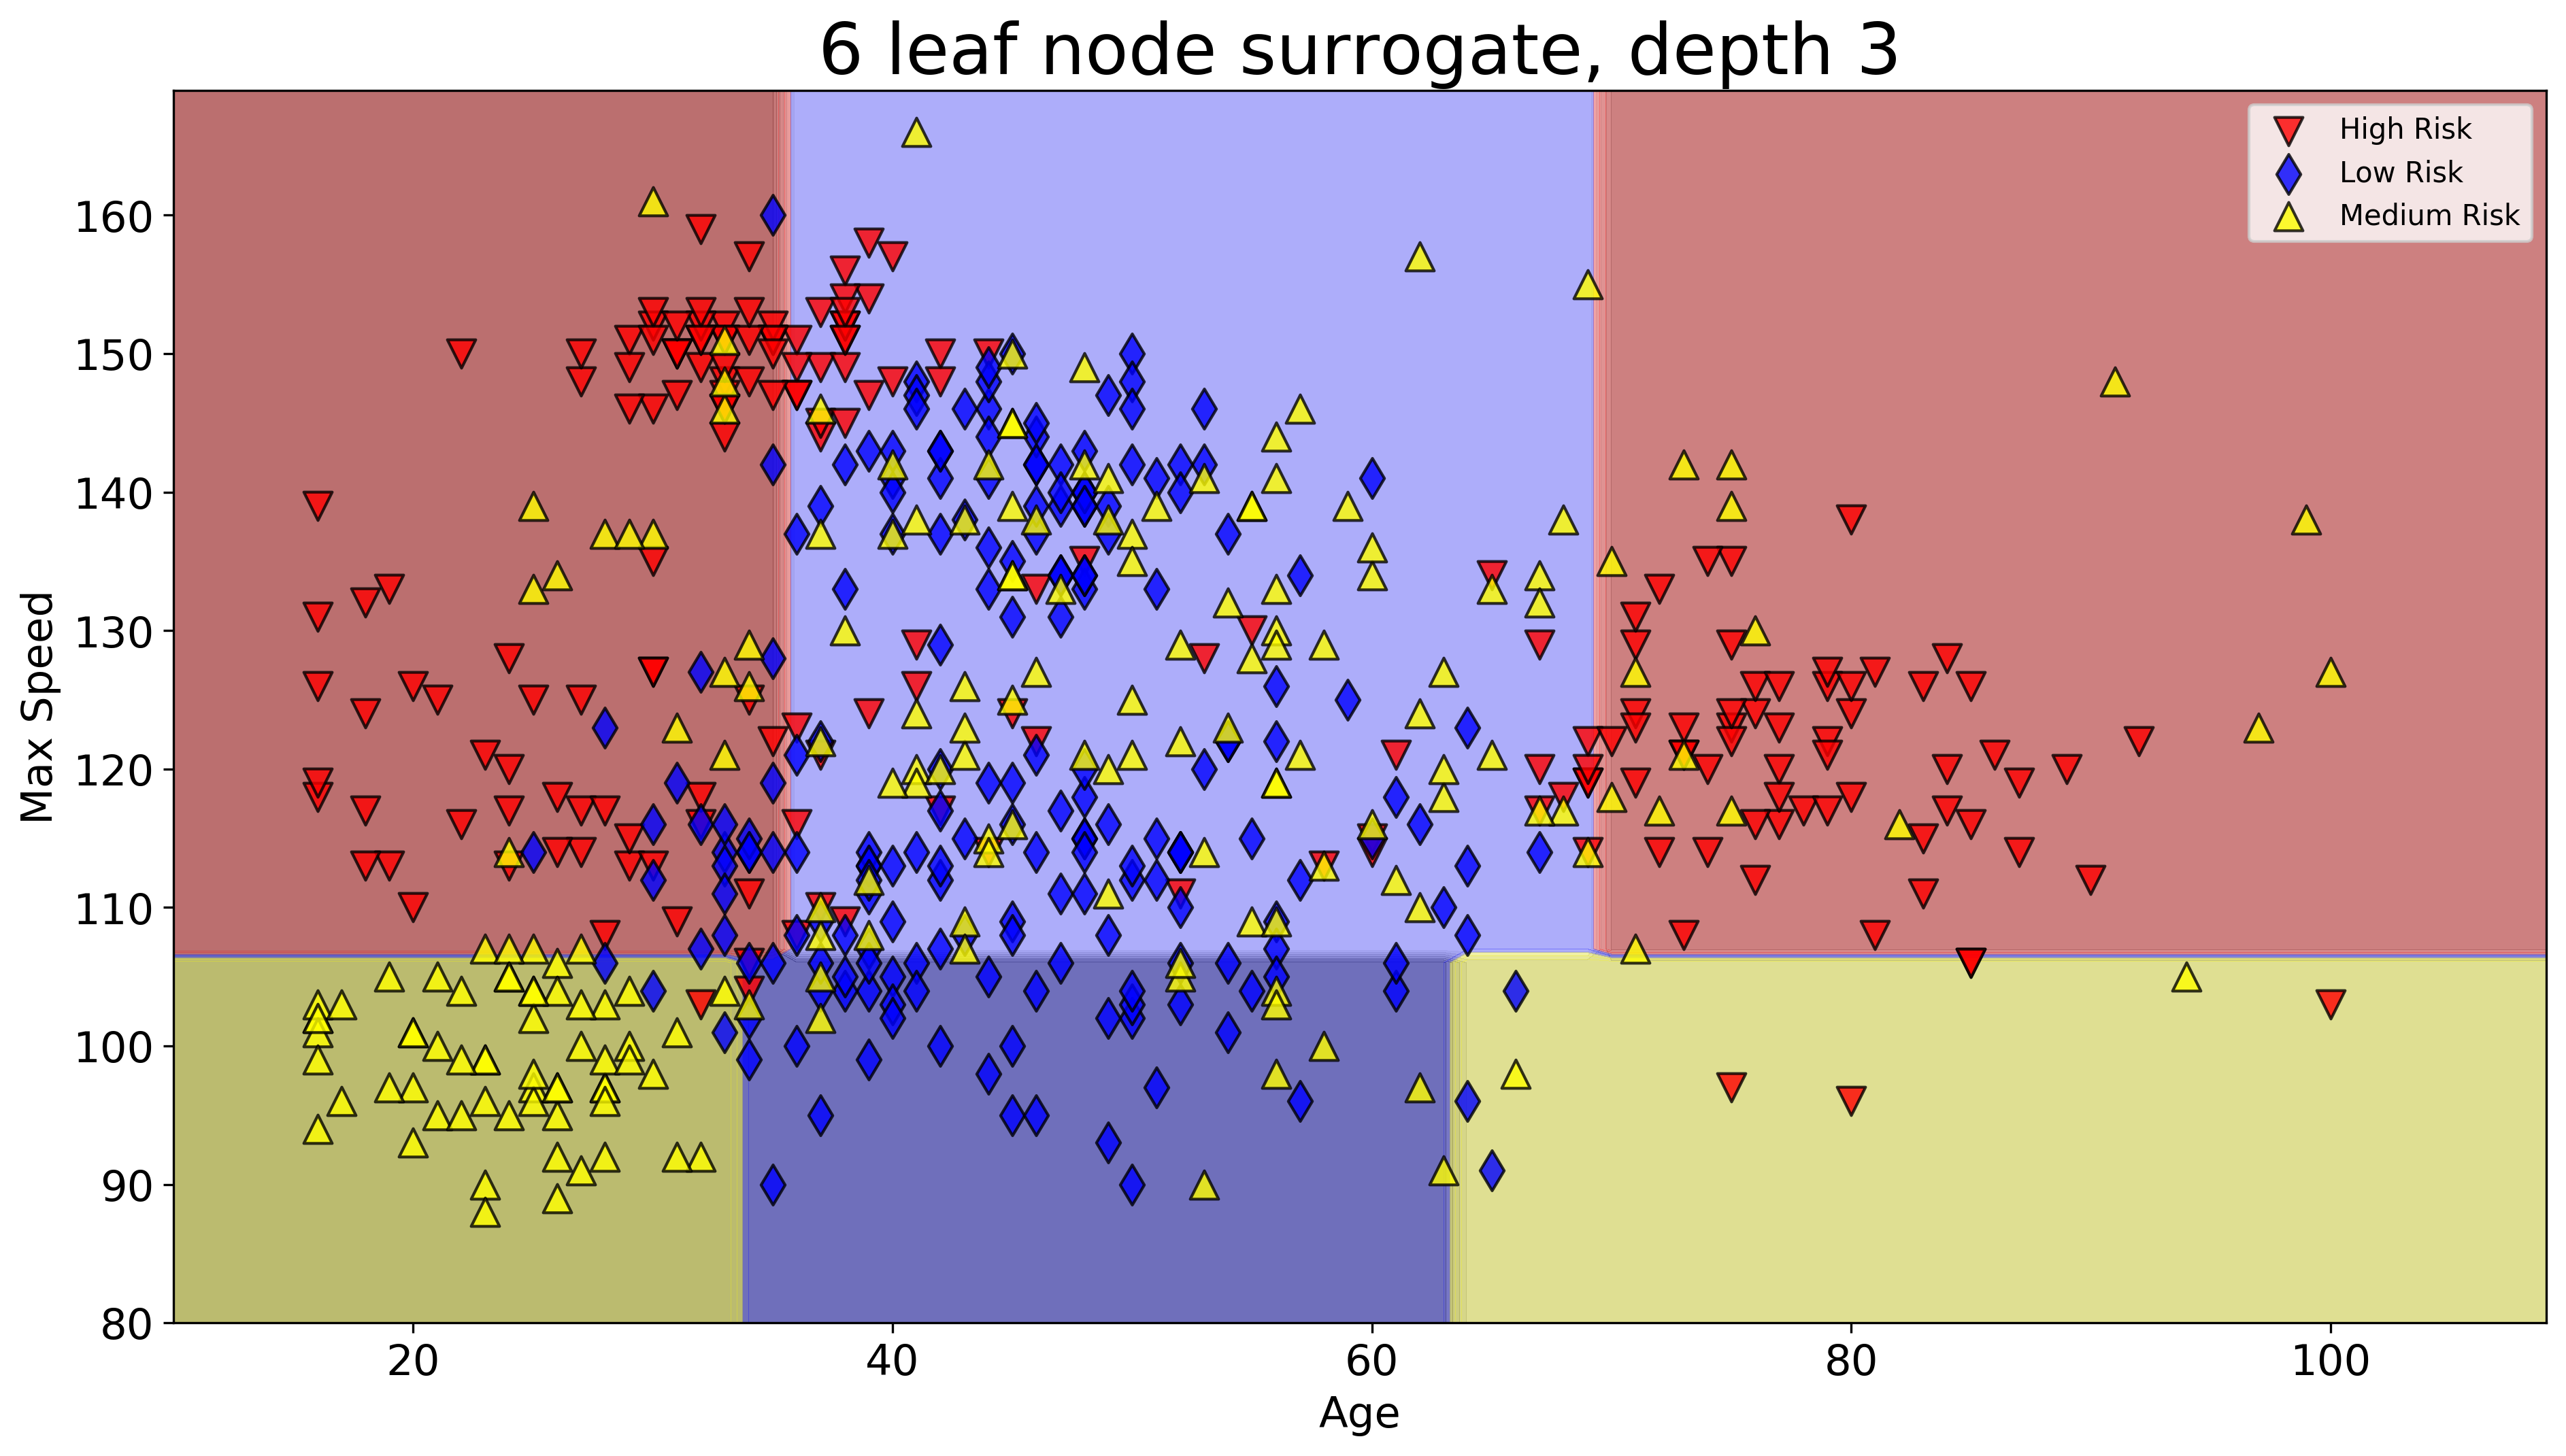 6 leaf node surrogate, depth 3
High Risk
Low Risk
Medium Risk
Max Speed
160
150
140
130
120
110
100
90
80
20 40 60 80 100
Age